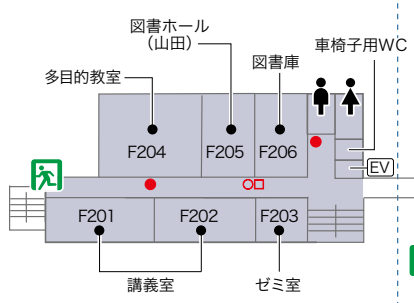 図書ホール
（山田）
車椅子用WC
図書庫
多目的教室
F204
F205
F206
EV
F201
F202
F203
講義室
ゼミ室